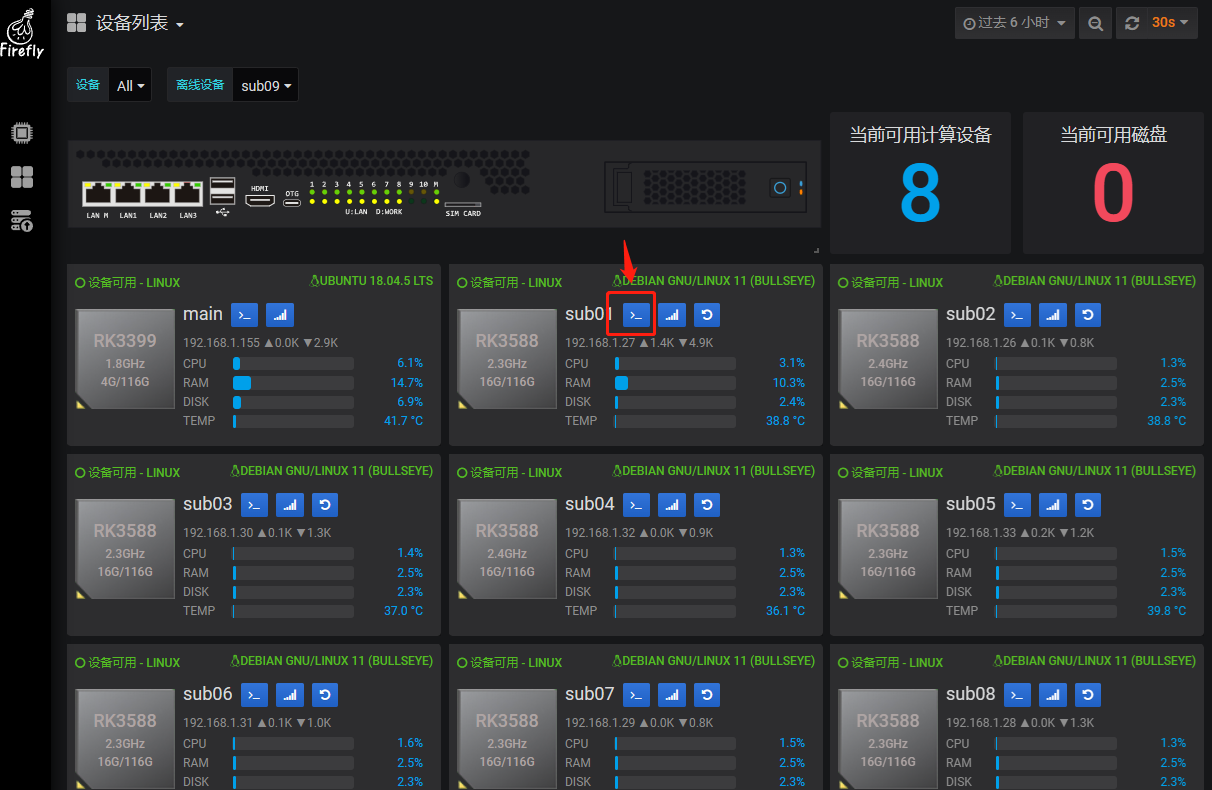 Firefly
设备列表
过去 6 小时
30s
设备 All
离线设备 sub09
LAN M LAN1 LAN2 LAN3
HDMI
OTG
1 2 3 4 5 6 7 8 9 10 M
U:LAN D:WORK
SIM CARD
当前可用计算设备
8
当前可用磁盘
0
设备可用 - LINUX
UBUNTU 18.04.5 LTS
main
RK3399
1.8GHz
4G/116G
192.168.1.155 ▲0.0K ▼2.9K
CPU 6.1%
RAM 14.7%
DISK 6.9%
TEMP 41.7 °C
设备可用 - LINUX
DEBIAN GNU/LINUX 11 (BULLSEYE)
sub01
RK3588
2.3GHz
16G/116G
192.168.1.27 ▲1.4K ▼4.9K
CPU 3.1%
RAM 10.3%
DISK 2.4%
TEMP 38.8 °C
设备可用 - LINUX
DEBIAN GNU/LINUX 11 (BULLSEYE)
sub02
RK3588
2.4GHz
16G/116G
192.168.1.26 ▲0.1K ▼0.8K
CPU 1.3%
RAM 2.5%
DISK 2.3%
TEMP 38.8 °C
设备可用 - LINUX
DEBIAN GNU/LINUX 11 (BULLSEYE)
sub03
RK3588
2.3GHz
16G/116G
192.168.1.30 ▲0.1K ▼1.3K
CPU 1.4%
RAM 2.5%
DISK 2.3%
TEMP 37.0 °C
设备可用 - LINUX
DEBIAN GNU/LINUX 11 (BULLSEYE)
sub04
RK3588
2.4GHz
16G/116G
192.168.1.32 ▲0.0K ▼0.9K
CPU 1.3%
RAM 2.5%
DISK 2.3%
TEMP 36.1 °C
设备可用 - LINUX
DEBIAN GNU/LINUX 11 (BULLSEYE)
sub05
RK3588
2.3GHz
16G/116G
192.168.1.33 ▲0.2K ▼1.2K
CPU 1.5%
RAM 2.5%
DISK 2.3%
TEMP 39.8 °C
设备可用 - LINUX
DEBIAN GNU/LINUX 11 (BULLSEYE)
sub06
RK3588
2.3GHz
16G/116G
192.168.1.31 ▲0.1K ▼1.0K
CPU 1.6%
RAM 2.5%
DISK 2.3%
设备可用 - LINUX
DEBIAN GNU/LINUX 11 (BULLSEYE)
sub07
RK3588
2.3GHz
16G/116G
192.168.1.29 ▲0.0K ▼0.8K
CPU 1.5%
RAM 2.5%
DISK 2.3%
设备可用 - LINUX
DEBIAN GNU/LINUX 11 (BULLSEYE)
sub08
RK3588
2.3GHz
16G/116G
192.168.1.28 ▲0.0K ▼1.3K
CPU 1.3%
RAM 2.5%
DISK 2.3%